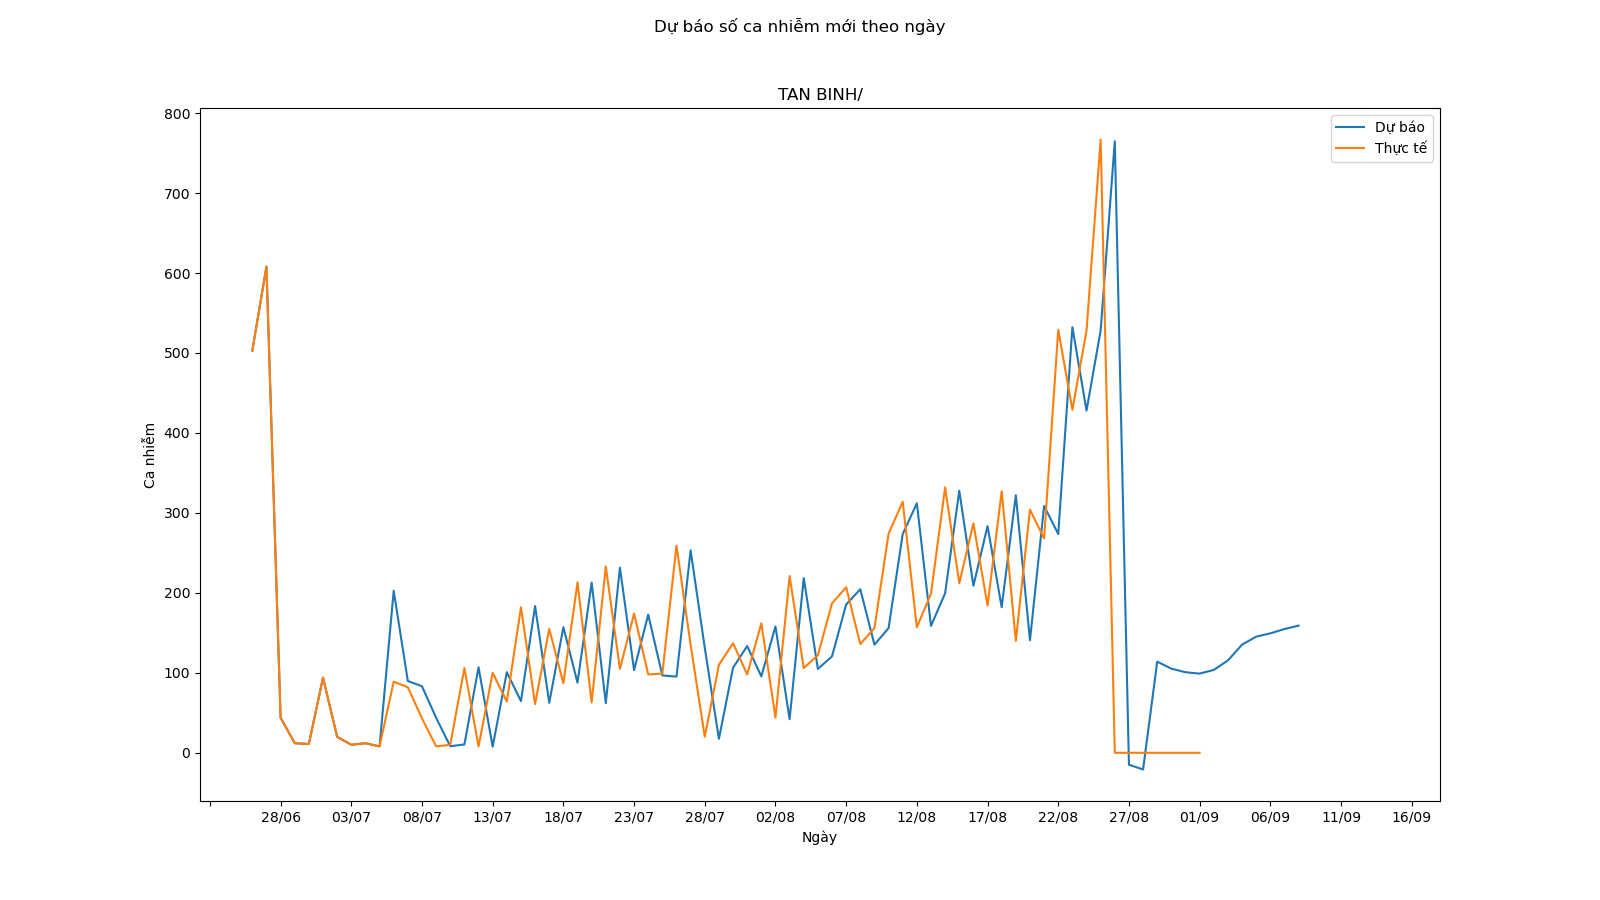 Dự báo số ca nhiễm mới theo ngày
TAN BINH/
Dự báo
Thực tế
800
700
600
500
400
300
200
100
0
Ca nhiễm
28/06 03/07 08/07 13/07 18/07 23/07 28/07 02/08 07/08 12/08 17/08 22/08 27/08 01/09 06/09 11/09 16/09
Ngày